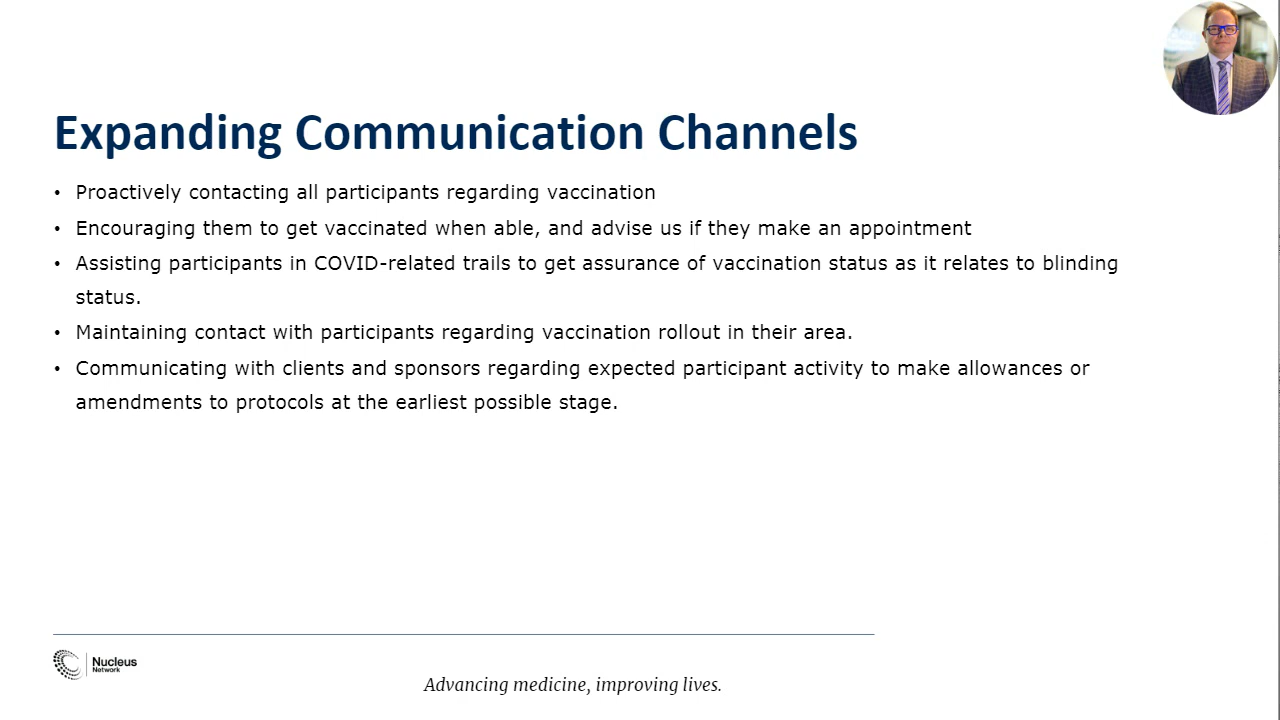 Expanding Communication Channels
• Proactively contacting all participants regarding vaccination
• Encouraging them to get vaccinated when able, and advise us if they make an appointment
• Assisting participants in COVID-related trails to get assurance of vaccination status as it relates to blinding
status.
• Maintaining contact with participants regarding vaccination rollout in their area.
• Communicating with clients and sponsors regarding expected participant activity to make allowances or
amendments to protocols at the earliest possible stage.
Nucleus
Network
Advancing medicine, improving lives.